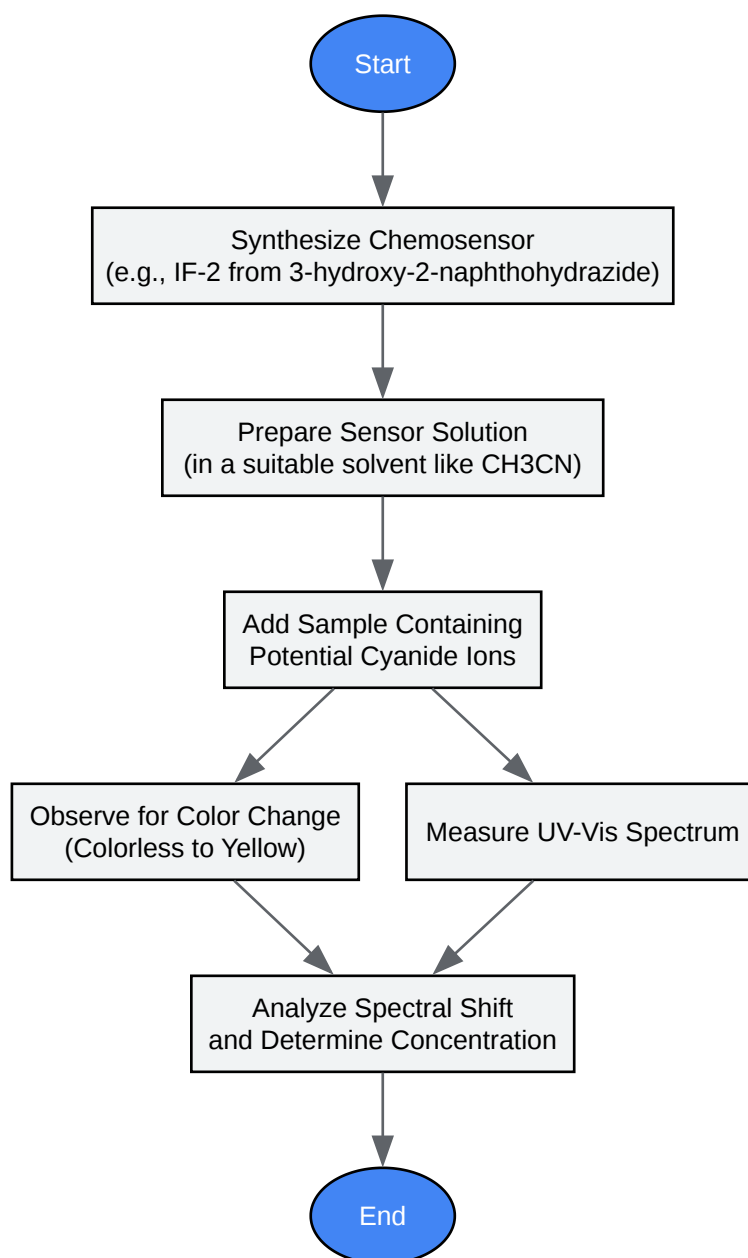 Start
Synthesize Chemosensor
(e.g., IF-2 from 3-hydroxy-2-naphthohydrazide)
Prepare Sensor Solution
(in a suitable solvent like CH3CN)
Add Sample Containing
Potential Cyanide Ions
Observe for Color Change
(Colorless to Yellow)
Measure UV-Vis Spectrum
Analyze Spectral Shift
and Determine Concentration
End